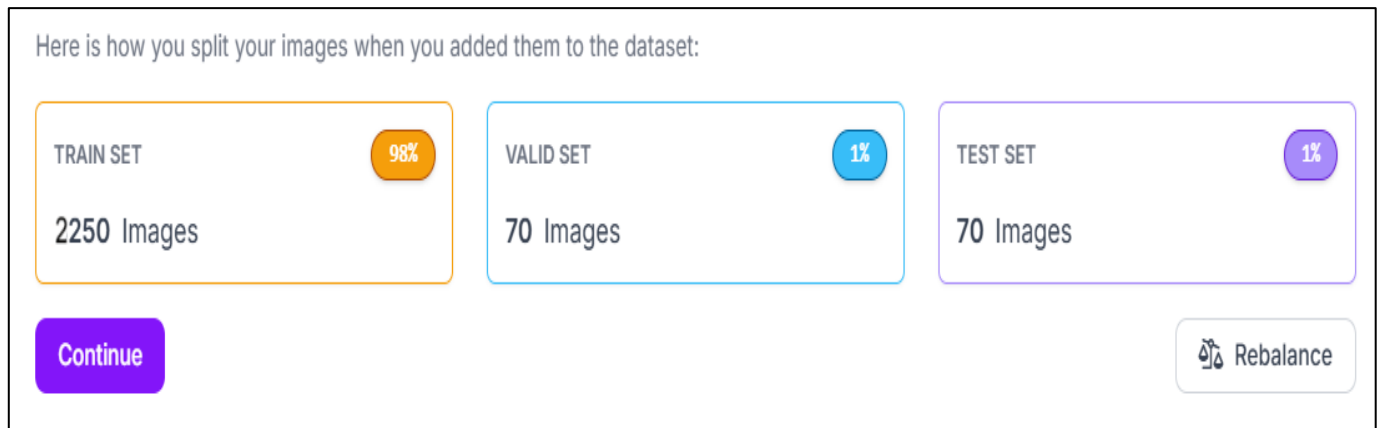 Here is how you split your images when you added them to the dataset:
TRAIN SET 98%
2250 Images
VALID SET 1%
70 Images
TEST SET 1%
70 Images
Continue
Rebalance